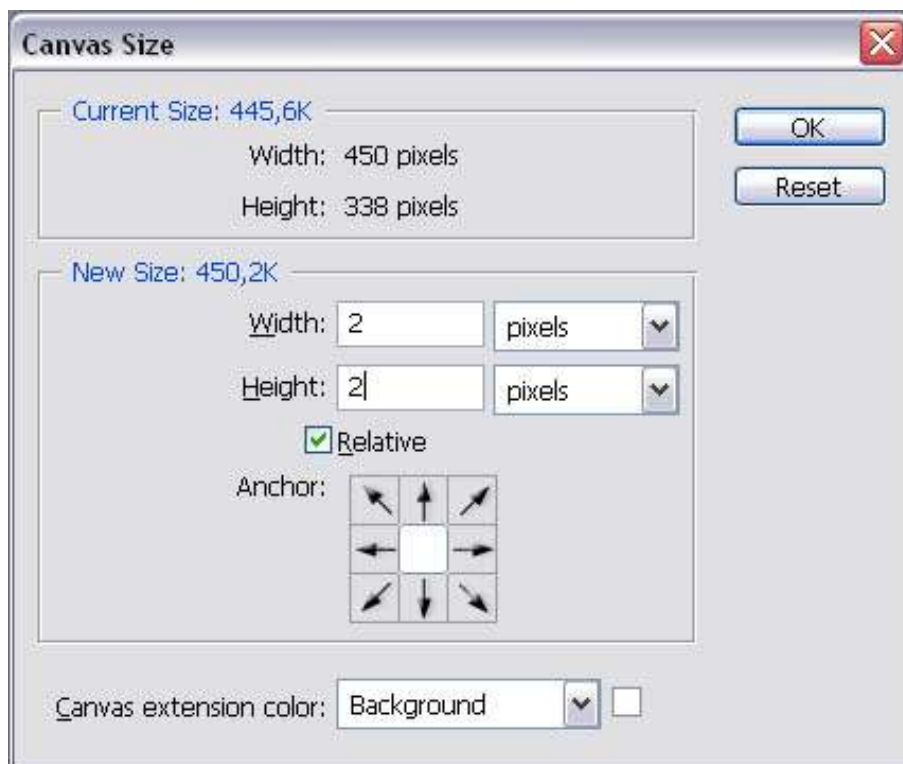 Canvas Size
Current Size: 445,6K
Width: 450 pixels
Height: 338 pixels
OK
Reset
New Size: 450,2K
Width: 2 pixels
Height: 2 pixels
Relative
Anchor:
Canvas extension color: Background